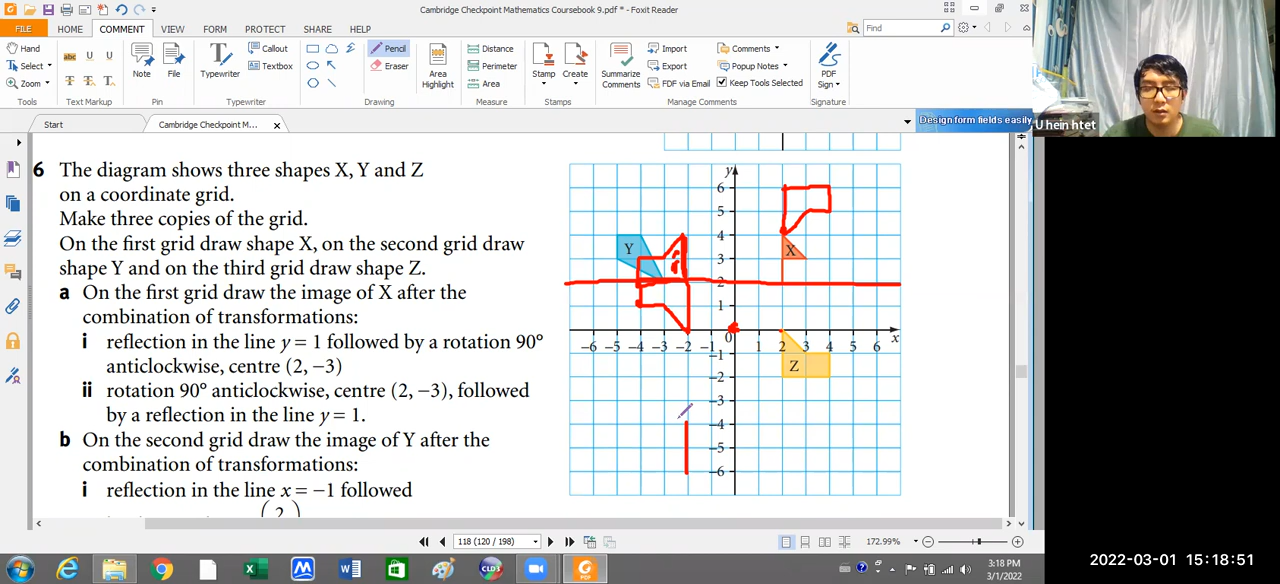 Cambridge Checkpoint Mathematics Coursebook 9.pdf * - Foxit Reader
FILE HOME COMMENT VIEW FORM PROTECT SHARE HELP Find
Hand
Select
Zoom
Tools
Text Markup
Note
File
Pin
Typewriter
Callout
Textbox
Typewriter
Pencil
Eraser
Drawing
Area
Highlight
Distance
Perimeter
Area
Measure
Stamp
Create
Stamps
Summarize
Comments
Import
Export
FDF via Email
Comments
Popup Notes
Keep Tools Selected
Manage Comments
PDF
Sign
Signature
Start
Cambridge Checkpoint M...
Design form fields easily
U hein htet
6 The diagram shows three shapes X, Y and Z
on a coordinate grid.
Make three copies of the grid.
On the first grid draw shape X, on the second grid draw
shape Y and on the third grid draw shape Z.
a On the first grid draw the image of X after the
combination of transformations:
i reflection in the line y = 1 followed by a rotation 90°
anticlockwise, centre (2, −3)
ii rotation 90° anticlockwise, centre (2, −3), followed
by a reflection in the line y = 1.
b On the second grid draw the image of Y after the
combination of transformations:
i reflection in the line x = −1 followed
(2
y
6
5
4
3
2
1
Y
X
−6 −5 −4 −3 −2 −1 0 1 2 3 4 5 6 x
−1
Z
−2
−3
−4
−5
−6
118 (120 / 198)
172.99%
CLD3
PDF
3:18 PM
3/1/2022
2022-03-01 15:18:51